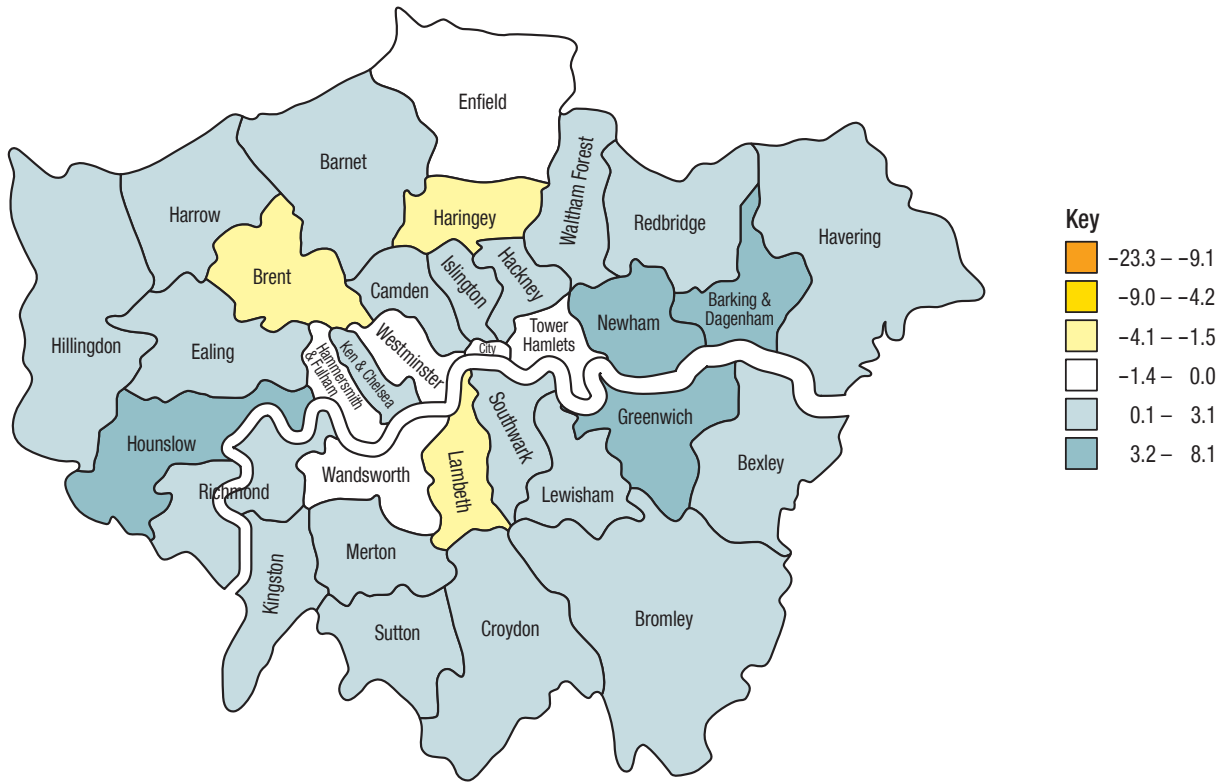 Enfield
Barnet
Waltham Forest
Harrow
Haringey
Redbridge
Havering
Brent
Islington
Hackney
Camden
Barking &
Dagenham
Hillingdon
Ealing
Newham
Tower
Hamlets
City
Westminster
Ken & Chelsea
Hammersmith
& Fulham
Hounslow
Southwark
Greenwich
Richmond
Wandsworth
Lambeth
Lewisham
Bexley
Merton
Kingston
Sutton
Croydon
Bromley
Key
−23.3 – −9.1
−9.0 – −4.2
−4.1 – −1.5
−1.4 – 0.0
0.1 – 3.1
3.2 – 8.1